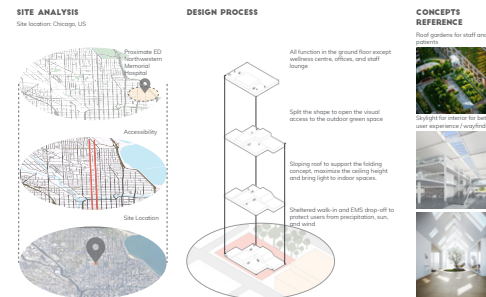 SITE ANALYSIS
Site location: Chicago, US
Proximate ED
Northwestern
Memorial
Hospital
Accessibility
Site Location
DESIGN PROCESS
All function in the ground floor except
wellness centre, offices, and staff
lounge
Split the shape to open the visual
access to the outdoor green space
Sloping roof to support the folding
concept, maximize the ceiling height
and bring light to indoor spaces.
Sheltered walk-in and EMS drop-off to
protect users from precipitation, sun,
and wind
CONCEPTS
REFERENCE
Roof gardens for staff and
patients
Skylight for interior for bet
user experience / wayfind